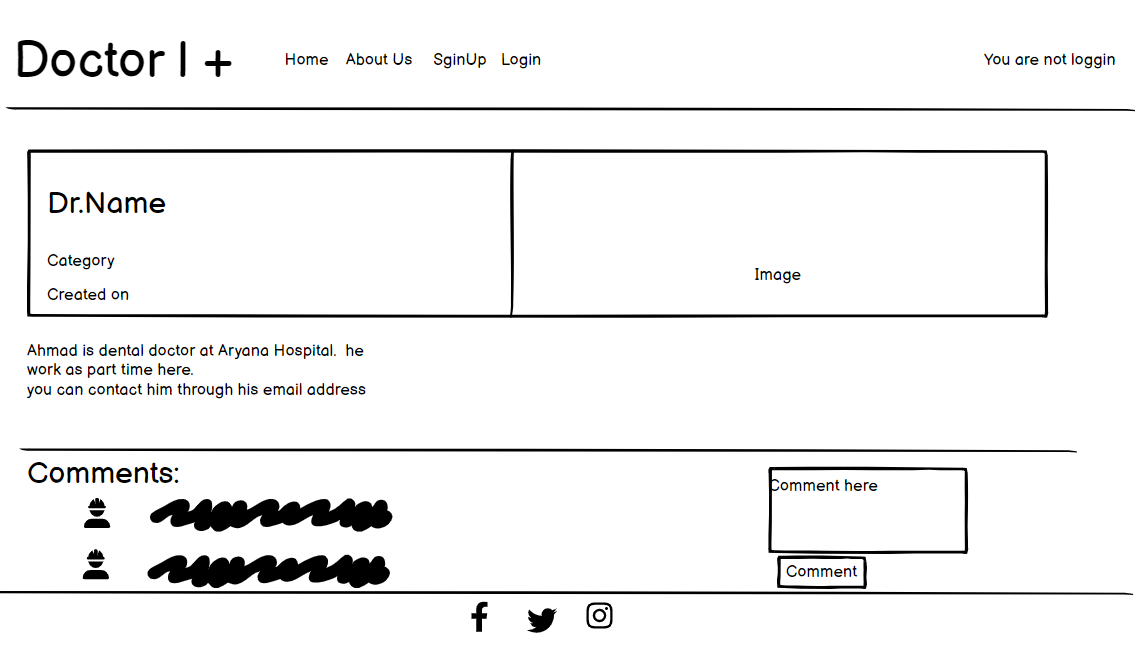 Doctor | +
Home About Us SginUp Login
You are not loggin
Dr.Name
Category
Created on
Image
Ahmad is dental doctor at Aryana Hospital. he
work as part time here.
you can contact him through his email address
Comments:
Comment here
Comment